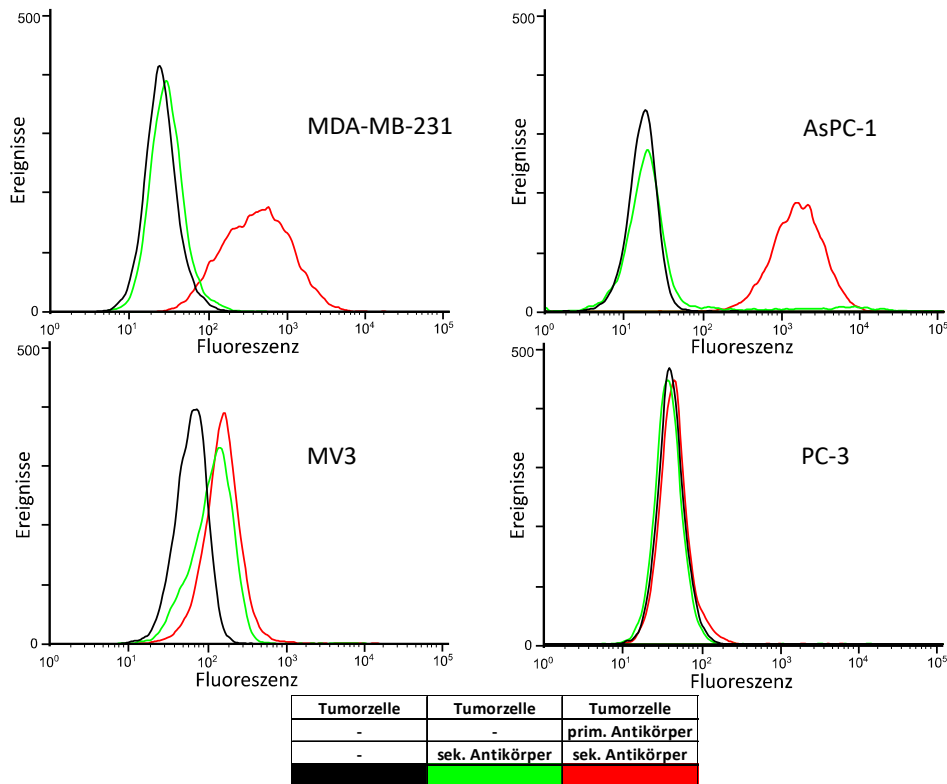 500
Ereignisse
MDA-MB-231
0
10⁰ 10¹ 10² 10³ 10⁴ 10⁵
Fluoreszenz
500
Ereignisse
AsPC-1
0
10⁰ 10¹ 10² 10³ 10⁴ 10⁵
Fluoreszenz
500
Ereignisse
MV3
0
10⁰ 10¹ 10² 10³ 10⁴ 10⁵
Fluoreszenz
500
Ereignisse
PC-3
0
10⁰ 10¹ 10² 10³ 10⁴ 10⁵
Fluoreszenz
Tumorzelle Tumorzelle Tumorzelle
- - prim. Antikörper
- sek. Antikörper sek. Antikörper